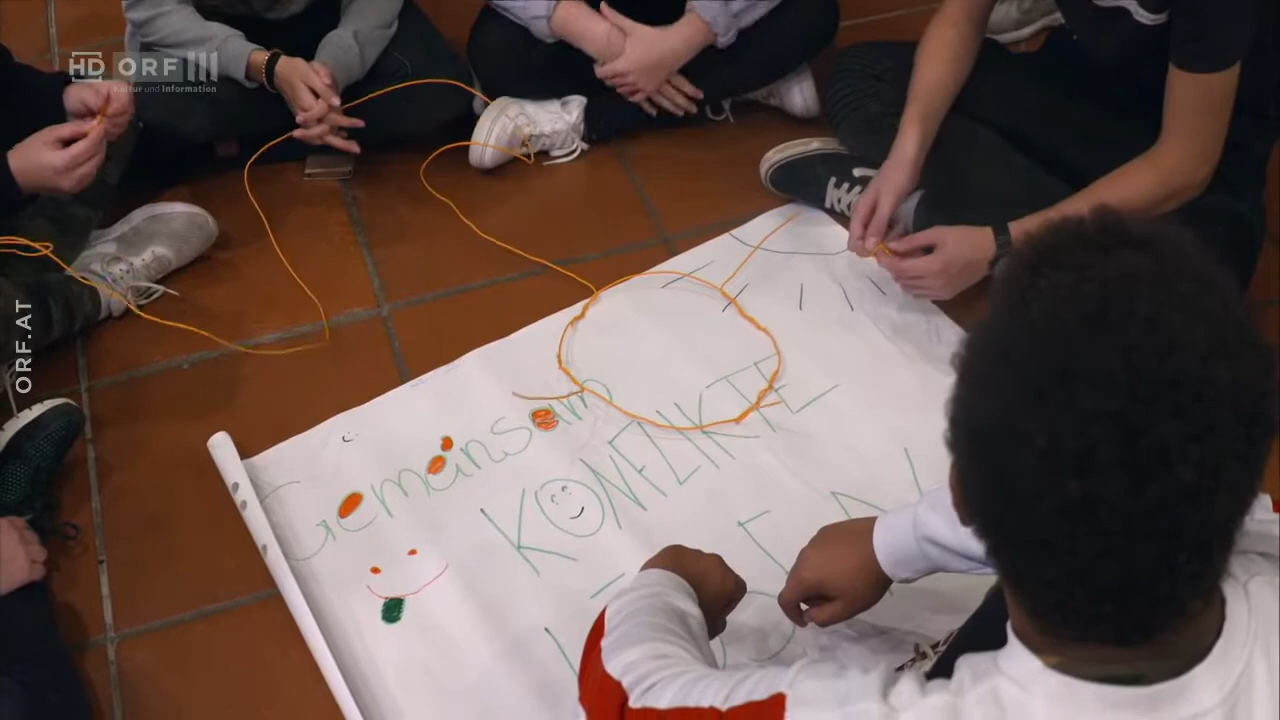 HD ORF III
Kultur und Information
ORF.AT
Gemeinsam
KONFLIKTE